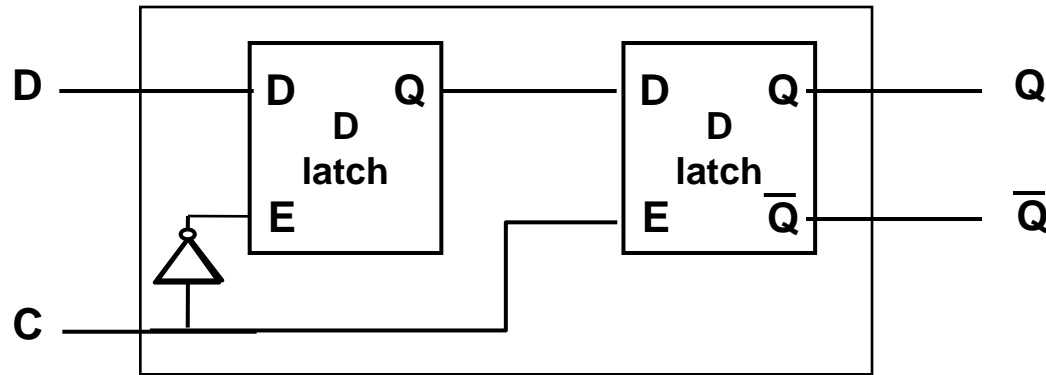 D D Q D Q Q
D D
latch latch
E E Q̅ Q̅
C